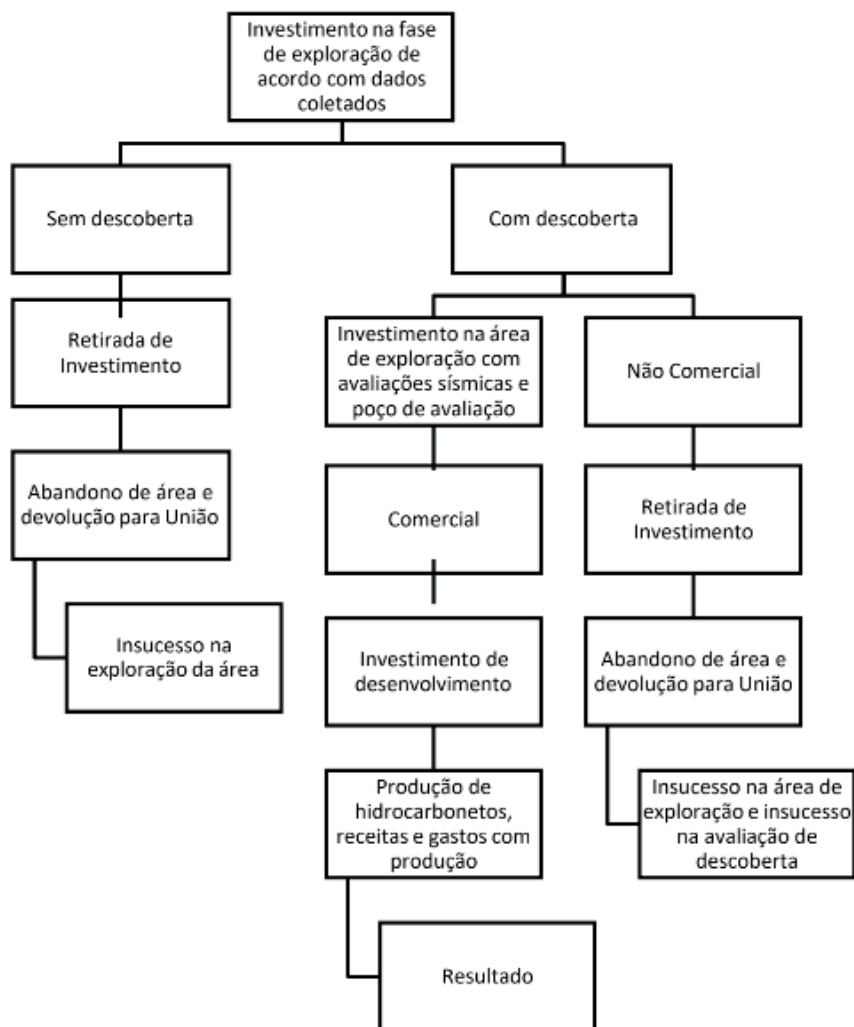 Investimento na fase
de exploração de
acordo com dados
coletados
Sem descoberta
Com descoberta
Retirada de
Investimento
Investimento na área
de exploração com
avaliações sísmicas e
poço de avaliação
Não Comercial
Abandono de área e
devolução para União
Comercial
Retirada de
Investimento
Insucesso na
exploração da área
Investimento de
desenvolvimento
Abandono de área e
devolução para União
Produção de
hidrocarbonetos,
receitas e gastos com
produção
Insucesso na área de
exploração e insucesso
na avaliação de
descoberta
Resultado